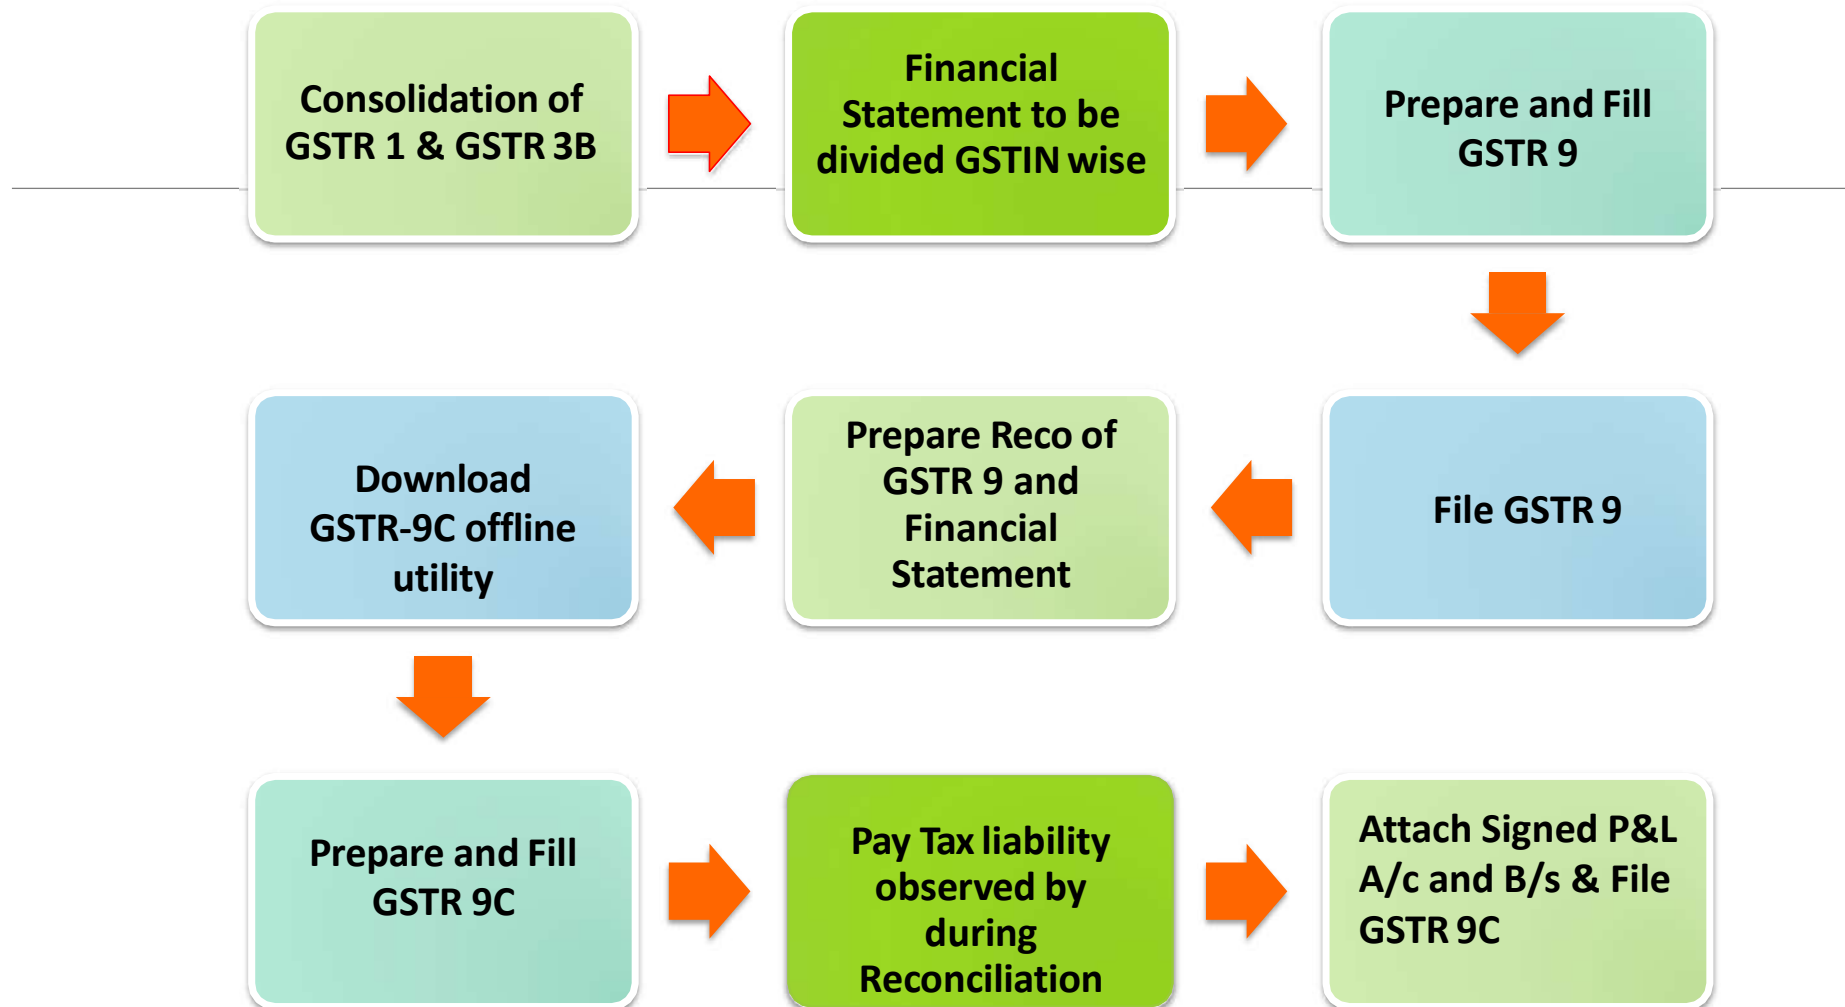 Consolidation of
GSTR 1 & GSTR 3B
Financial
Statement to be
divided GSTIN wise
Prepare and Fill
GSTR 9
File GSTR 9
Prepare Reco of
GSTR 9 and
Financial
Statement
Download
GSTR-9C offline
utility
Prepare and Fill
GSTR 9C
Pay Tax liability
observed by
during
Reconciliation
Attach Signed P&L
A/c and B/s & File
GSTR 9C